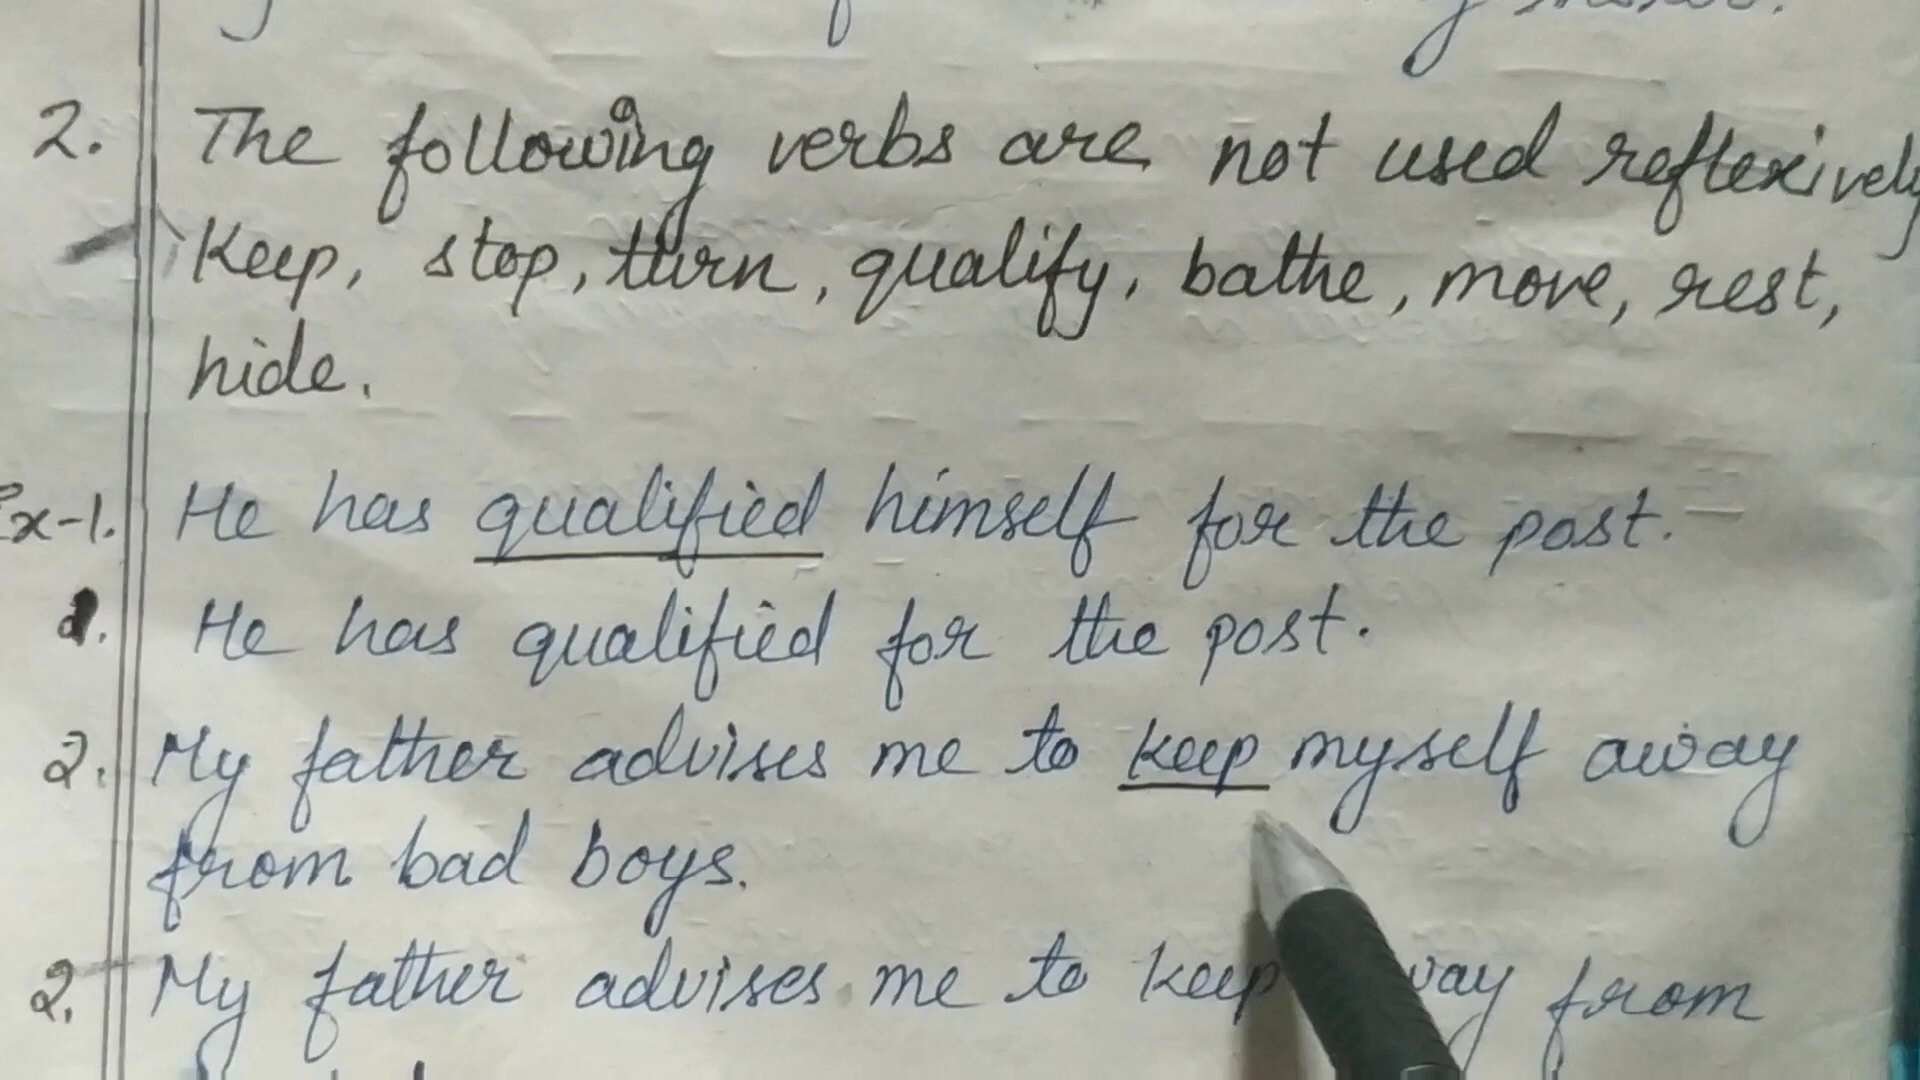 2. The following verbs are not used reflexively
Keep, stop, turn, qualify, bathe, move, rest,
hide.
Ex-1. He has qualified himself for the post.
1. He has qualified for the post.
2. My father advises me to keep myself away
from bad boys.
2. My father advises me to keep from